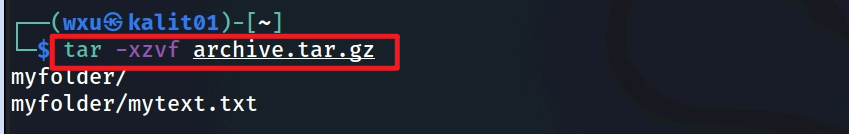 ┌──(wxu㉿kalit01)-[~]
└─$ tar -xzvf archive.tar.gz
myfolder/
myfolder/mytext.txt